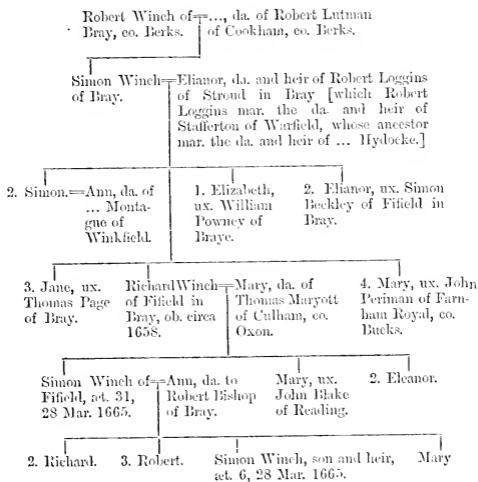 Robert Winch of=..., da. of Robert Lutman
Bray, co. Berks. of Cookham, co. Berks.
Simon Winch=Elianor, da. and heir of Robert Loggins
of Bray. of Stroud in Bray [which Robert
Loggins mar. the da. and heir of
Stafferton of Warfield, whose ancestor
mar. the da. and heir of ... Hydocke.]
2. Simon.=Ann, da. of
... Monta-
gue of
Winkfield.
1. Elizabeth,
ux. William
Powney of
Braye.
2. Elianor, ux. Simon
Beckley of Fifield in
Bray.
3. Jane, ux.
Thomas Page
of Bray.
Richard Winch=Mary, da. of
of Fifield in Thomas Maryott
Bray, ob. circa of Culham, co.
1658. Oxon.
4. Mary, ux. John
Periman of Farn-
ham Royal, co.
Bucks.
Simon Winch of=Ann, da. to
Fifield, æt. 31, Robert Bishop
28 Mar. 1665. of Bray.
Mary, ux.
John Blake
of Reading.
2. Eleanor.
2. Richard.
3. Robert.
Simon Winch, son and heir,
æt. 6, 28 Mar. 1665.
Mary